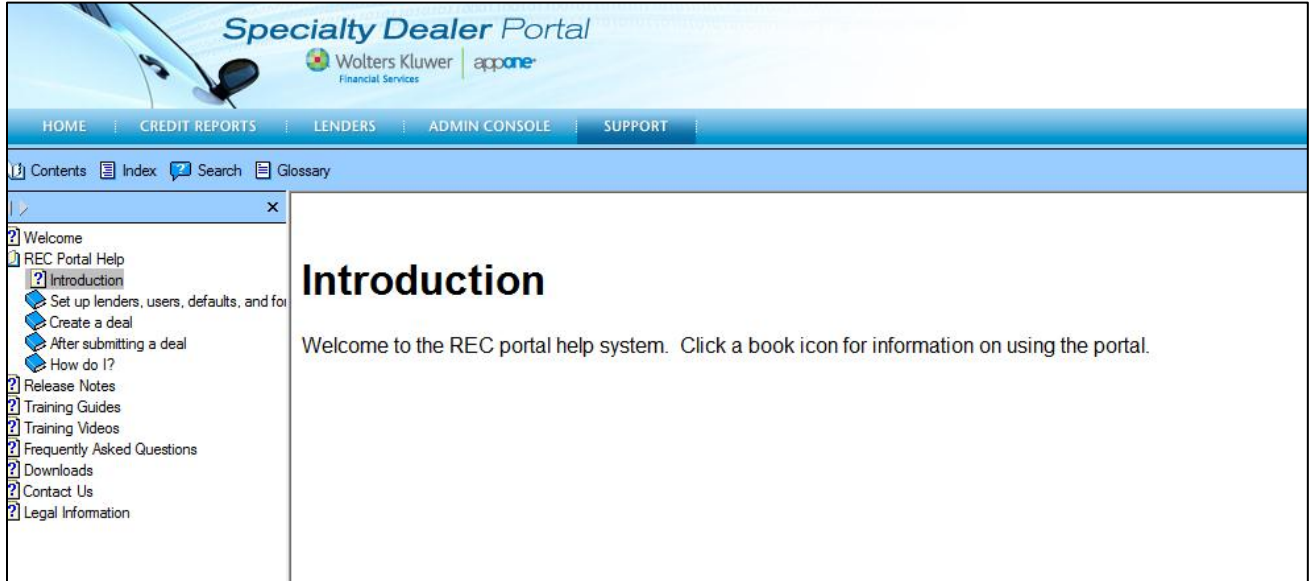 Specialty Dealer Portal
Wolters Kluwer appone
Financial Services
HOME CREDIT REPORTS LENDERS ADMIN CONSOLE SUPPORT
Contents Index Search Glossary
Welcome
REC Portal Help
Introduction
Set up lenders, users, defaults, and
Create a deal
After submitting a deal
How do I?
Release Notes
Training Guides
Training Videos
Frequently Asked Questions
Downloads
Contact Us
Legal Information
Introduction
Welcome to the REC portal help system. Click a book icon for information on using the portal.